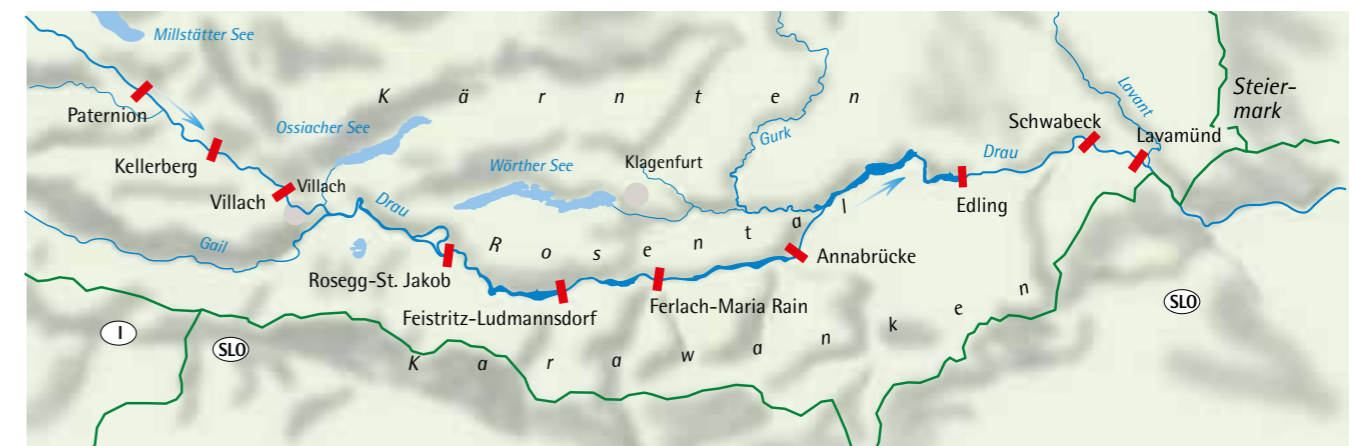 Millstätter See
Paternion
Kärnten
Ossiacher See
Kellerberg
Villach
Villach
Gail
Drau
Wörther See
Klagenfurt
Gurk
Rosental
Rosegg-St. Jakob
Feistritz-Ludmannsdorf
Ferlach-Maria Rain
Annabrücke
Edling
Drau
Schwabeck
Lavant
Lavamünd
Steier-
mark
Karawanken
I
SLO
SLO